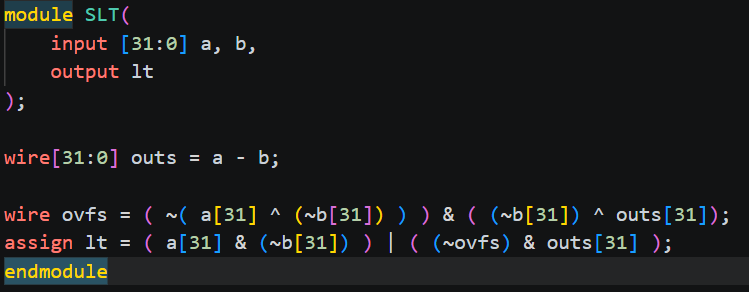 module SLT(
    input [31:0] a, b,
    output lt
);
wire[31:0] outs = a - b;
wire ovfs = ( ~( a[31] ^ (~b[31]) ) ) & ( (~b[31]) ^ outs[31]);
assign lt = ( a[31] & (~b[31]) ) | ( (~ovfs) & outs[31] );
endmodule